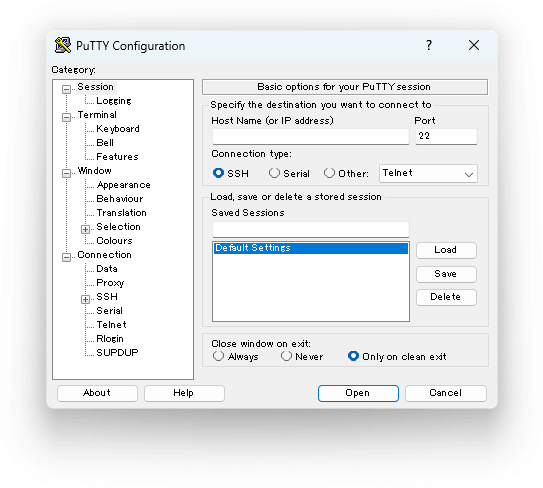 PuTTY Configuration
Category:
Session
Logging
Terminal
Keyboard
Bell
Features
Window
Appearance
Behaviour
Translation
Selection
Colours
Connection
Data
Proxy
SSH
Serial
Telnet
Rlogin
SUPDUP
Basic options for your PuTTY session
Specify the destination you want to connect to
Host Name (or IP address) Port
22
Connection type:
SSH Serial Other: Telnet
Load, save or delete a stored session
Saved Sessions
Default Settings
Load
Save
Delete
Close window on exit:
Always Never Only on clean exit
About Help Open Cancel